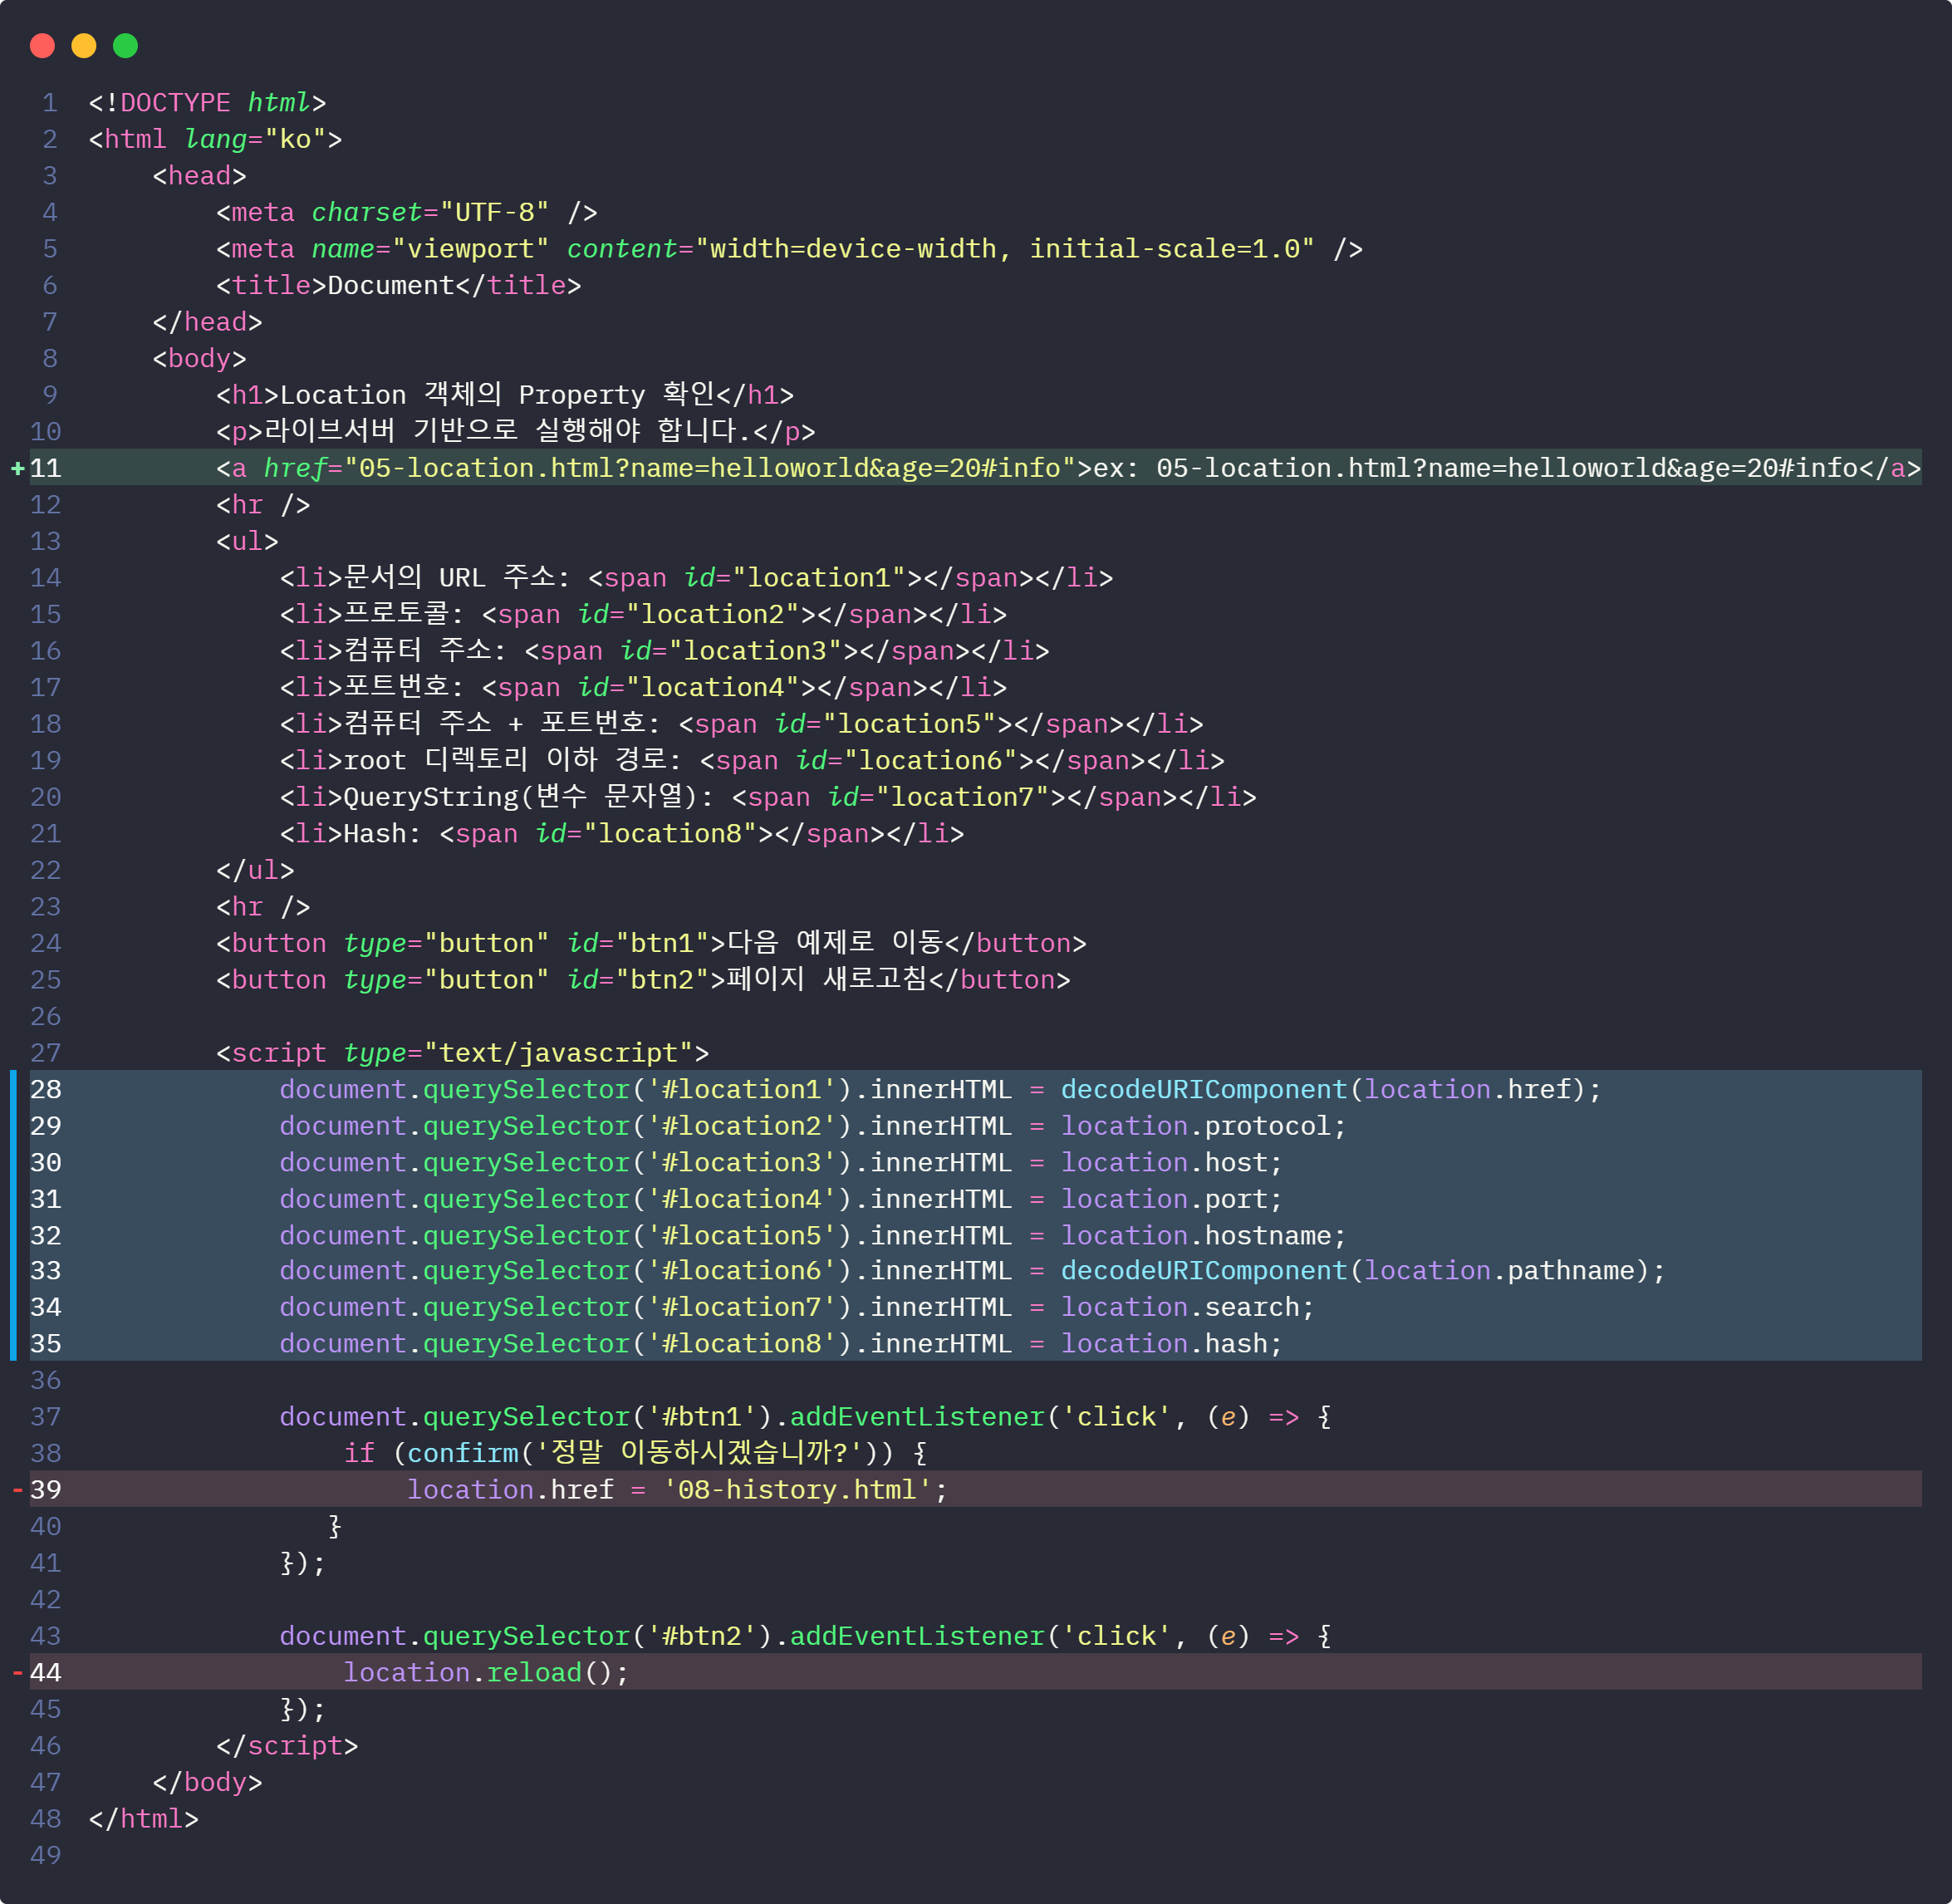 1 <!DOCTYPE html>
2 <html lang="ko">
3     <head>
4         <meta charset="UTF-8" />
5         <meta name="viewport" content="width=device-width, initial-scale=1.0" />
6         <title>Document</title>
7     </head>
8     <body>
9         <h1>Location 객체의 Property 확인</h1>
10         <p>라이브서버 기반으로 실행해야 합니다.</p>
+ 11         <a href="05-location.html?name=helloworld&age=20#info">ex: 05-location.html?name=helloworld&age=20#info</a>
12         <hr />
13         <ul>
14             <li>문서의 URL 주소: <span id="location1"></span></li>
15             <li>프로토콜: <span id="location2"></span></li>
16             <li>컴퓨터 주소: <span id="location3"></span></li>
17             <li>포트번호: <span id="location4"></span></li>
18             <li>컴퓨터 주소 + 포트번호: <span id="location5"></span></li>
19             <li>root 디렉토리 이하 경로: <span id="location6"></span></li>
20             <li>QueryString(변수 문자열): <span id="location7"></span></li>
21             <li>Hash: <span id="location8"></span></li>
22         </ul>
23         <hr />
24         <button type="button" id="btn1">다음 예제로 이동</button>
25         <button type="button" id="btn2">페이지 새로고침</button>
26
27         <script type="text/javascript">
28             document.querySelector('#location1').innerHTML = decodeURIComponent(location.href);
29             document.querySelector('#location2').innerHTML = location.protocol;
30             document.querySelector('#location3').innerHTML = location.host;
31             document.querySelector('#location4').innerHTML = location.port;
32             document.querySelector('#location5').innerHTML = location.hostname;
33             document.querySelector('#location6').innerHTML = decodeURIComponent(location.pathname);
34             document.querySelector('#location7').innerHTML = location.search;
35             document.querySelector('#location8').innerHTML = location.hash;
36
37             document.querySelector('#btn1').addEventListener('click', (e) => {
38                 if (confirm('정말 이동하시겠습니까?')) {
- 39                     location.href = '08-history.html';
40                }
41             });
42
43             document.querySelector('#btn2').addEventListener('click', (e) => {
- 44                 location.reload();
45             });
46         </script>
47     </body>
48 </html>
49